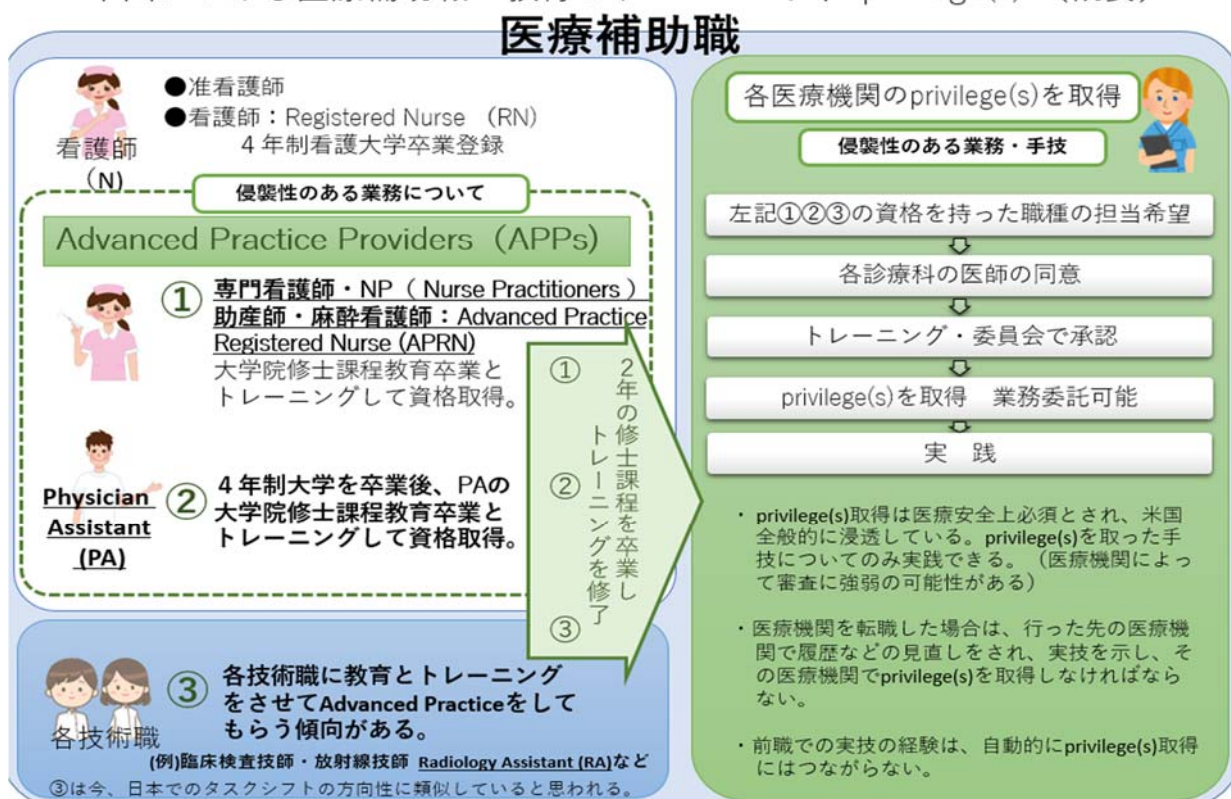 医療補助職
看護師
（N)
●准看護師
●看護師：Registered Nurse （RN)
４年制看護大学卒業登録
侵襲性のある業務について
Advanced Practice Providers（APPs）
①
専門看護師・NP（ Nurse Practitioners ）
助産師・麻酔看護師：Advanced Practice
Registered Nurse (APRN)
大学院修士課程教育卒業と
トレーニングして資格取得。
Physician
Assistant
(PA)
②
４年制大学を卒業後、PAの
大学院修士課程教育卒業と
トレーニングして資格取得。
①
②
③
２年の修士課程を卒業し
トレーニングを修了
各技術職
③
各技術職に教育とトレーニング
をさせてAdvanced Practiceをして
もらう傾向がある。
(例)臨床検査技師・放射線技師 Radiology Assistant (RA)など
③は今、日本でのタスクシフトの方向性に類似していると思われる。
各医療機関のprivilege(s)を取得
侵襲性のある業務・手技
左記①②③の資格を持った職種の担当希望
各診療科の医師の同意
トレーニング・委員会で承認
privilege(s)を取得　業務委託可能
実　践
・privilege(s)取得は医療安全上必須とされ、米国
全般的に浸透している。privilege(s)を取った手
技についてのみ実践できる。（医療機関によっ
て審査に強弱の可能性がある）
・医療機関を転職した場合は、行った先の医療機
関で履歴などの見直しをされ、実技を示し、そ
の医療機関でprivilege(s)を取得しなければなら
ない。
・前職での実技の経験は、自動的にprivilege(s)取得
にはつながらない。